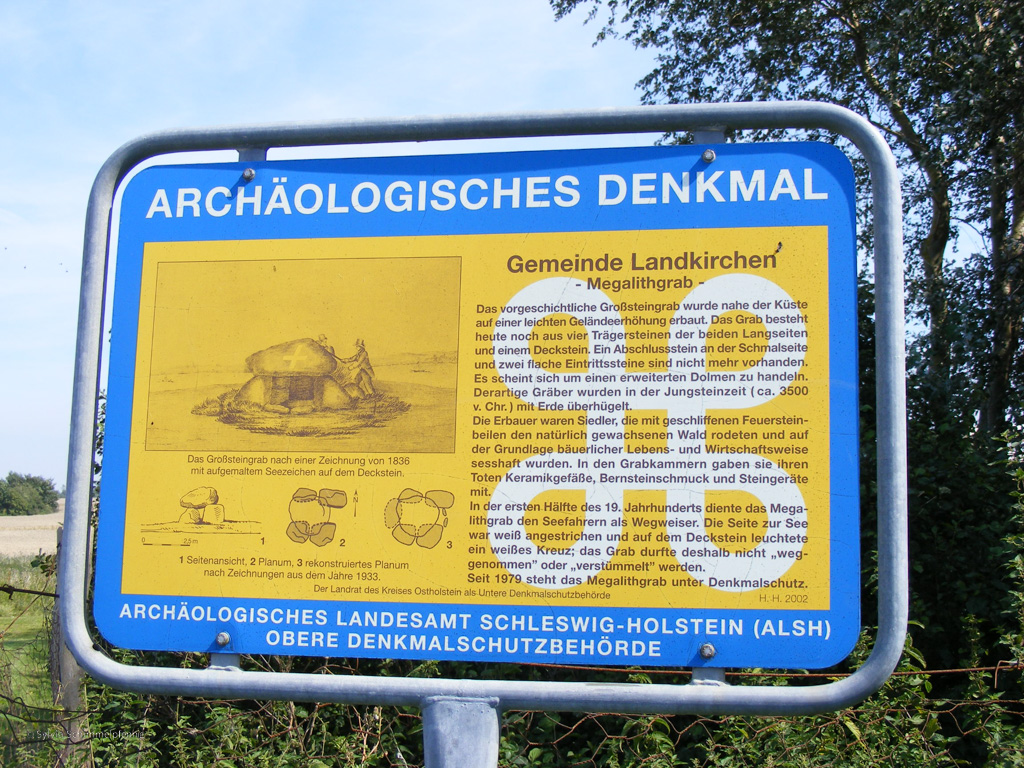 ARCHÄOLOGISCHES DENKMAL
Das Großsteingrab nach einer Zeichnung von 1836
mit aufgemaltem Seezeichen auf dem Deckstein.
0 2,5m
1
N
2
3
1 Seitenansicht, 2 Planum, 3 rekonstruiertes Planum
nach Zeichnungen aus dem Jahre 1933.
Gemeinde Landkirchen
- Megalithgrab -
Das vorgeschichtliche Großsteingrab wurde nahe der Küste
auf einer leichten Geländeerhöhung erbaut. Das Grab besteht
heute noch aus vier Trägersteinen der beiden Langseiten
und einem Deckstein. Ein Abschlussstein an der Schmalseite
und zwei flache Eintrittssteine sind nicht mehr vorhanden.
Es scheint sich um einen erweiterten Dolmen zu handeln.
Derartige Gräber wurden in der Jungsteinzeit ( ca. 3500
v. Chr. ) mit Erde überhügelt.
Die Erbauer waren Siedler, die mit geschliffenen Feuerstein-
beilen den natürlich gewachsenen Wald rodeten und auf
der Grundlage bäuerlicher Lebens- und Wirtschaftsweise
sesshaft wurden. In den Grabkammern gaben sie ihren
Toten Keramikgefäße, Bernsteinschmuck und Steingeräte
mit.
In der ersten Hälfte des 19. Jahrhunderts diente das Mega-
lithgrab den Seefahrern als Wegweiser. Die Seite zur See
war weiß angestrichen und auf dem Deckstein leuchtete
ein weißes Kreuz; das Grab durfte deshalb nicht „weg-
genommen” oder „verstümmelt” werden.
Seit 1979 steht das Megalithgrab unter Denkmalschutz.
Der Landrat des Kreises Ostholstein als Untere Denkmalschutzbehörde
H. H. 2002
ARCHÄOLOGISCHES LANDESAMT SCHLESWIG-HOLSTEIN (ALSH)
OBERE DENKMALSCHUTZBEHÖRDE